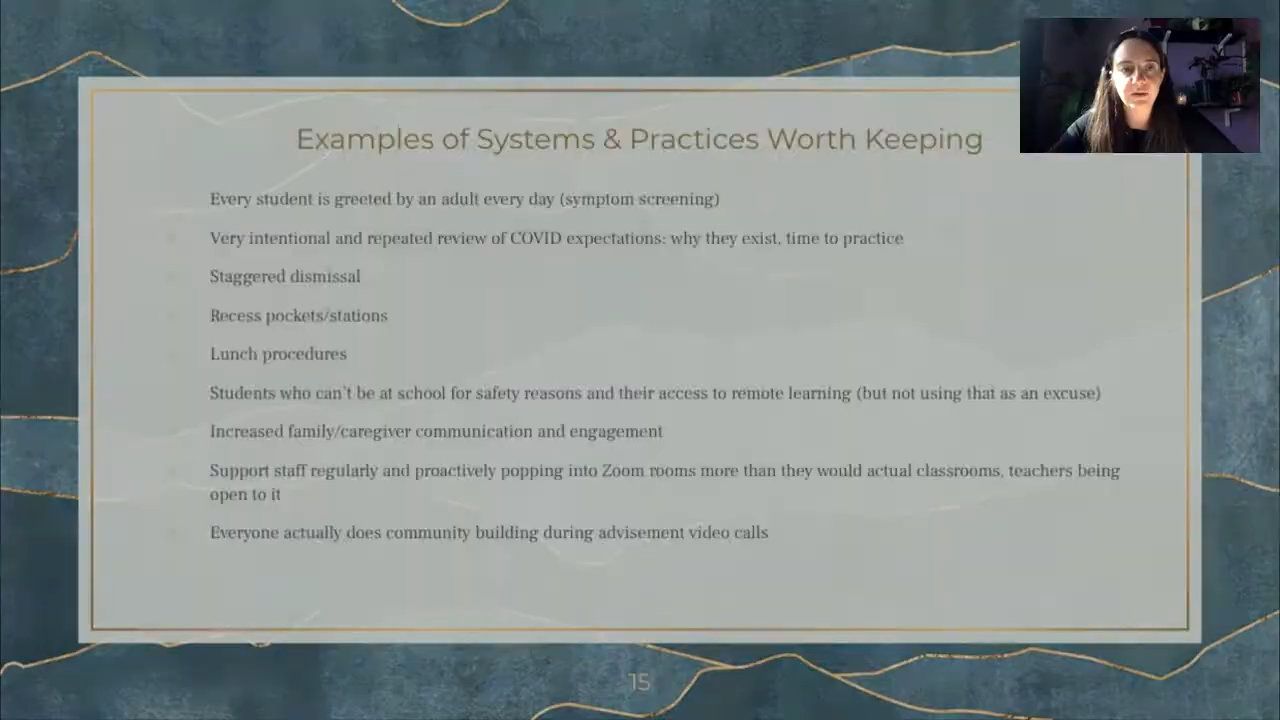 Examples of Systems & Practices Worth Keeping
Every student is greeted by an adult every day (symptom screening)
Very intentional and repeated review of COVID expectations: why they exist, time to practice
Staggered dismissal
Recess pockets/stations
Lunch procedures
Students who can't be at school for safety reasons and their access to remote learning (but not using that as an excuse)
Increased family/caregiver communication and engagement
Support staff regularly and proactively popping into Zoom rooms more than they would actual classrooms, teachers being
open to it
Everyone actually does community building during advisement video calls
15